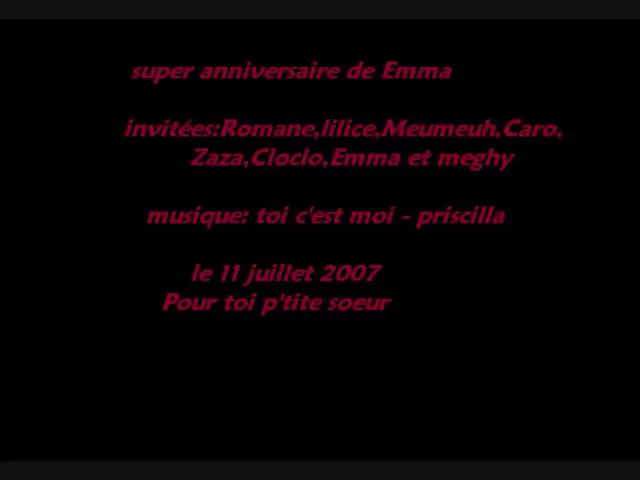 super anniversaire de Emma
invitées:Romane,lilice,Meumeuh,Caro,
Zaza,Cloclo,Emma et meghy
musique: toi c'est moi - priscilla
le 11 juillet 2007
Pour toi p'tite soeur